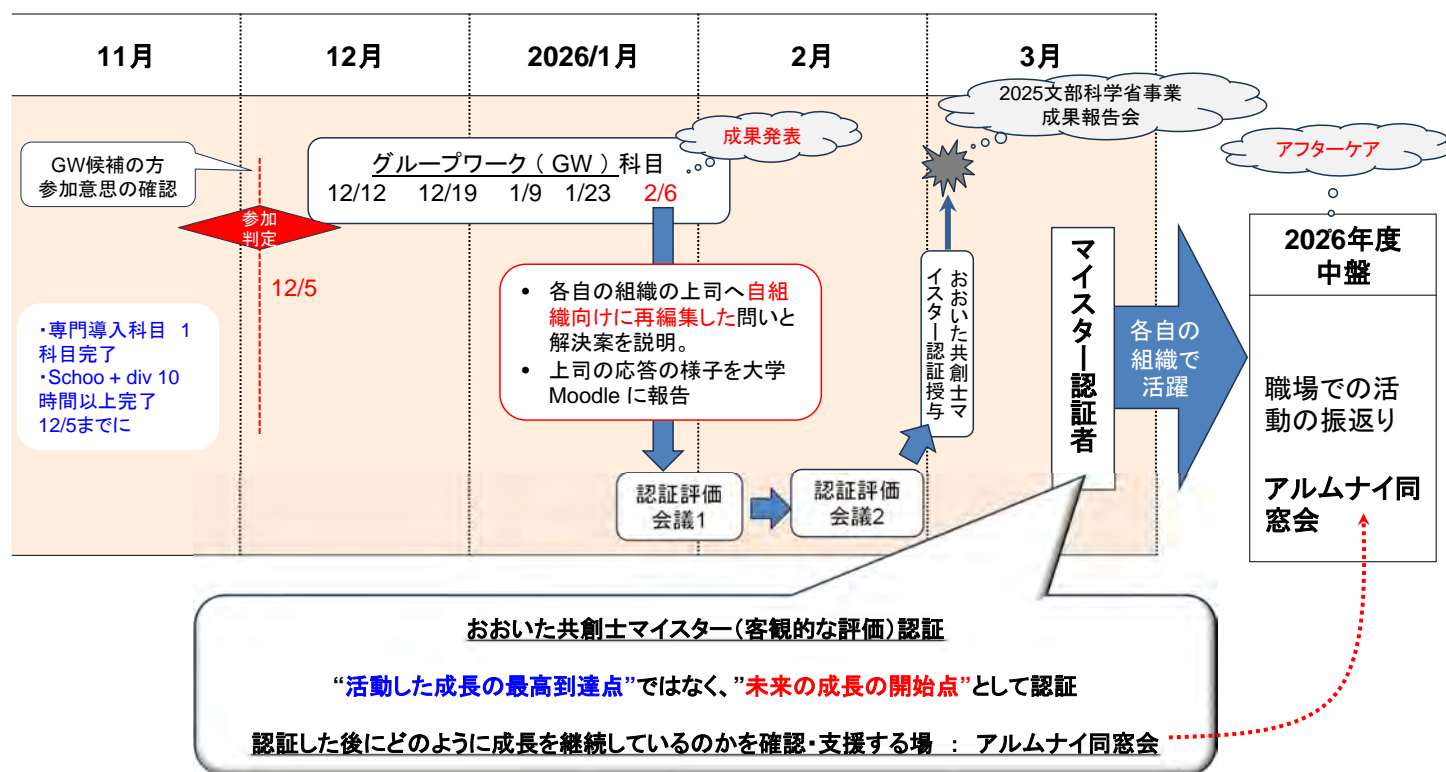 11月
12月
2026/1月
2月
3月
2025文部科学省事業
成果報告会
成果発表
アフターケア
GW候補の方
参加意思の確認
グループワーク（ GW ）科目
12/12 12/19 1/9 1/23 2/6
参加
判定
12/5
・専門導入科目 1
科目完了
・Schoo + div 10
時間以上完了
12/5までに
• 各自の組織の上司へ自組
織向けに再編集した問いと
解決案を説明。
• 上司の応答の様子を大学
Moodle に報告
認証評価
会議1
認証評価
会議2
おおいた共創士マ
イスター認証授与
マイスター認証者
各自の
組織で
活躍
2026年度
中盤
職場での活
動の振返り
アルムナイ同
窓会
おおいた共創士マイスター（客観的な評価）認証
“活動した成長の最高到達点”ではなく、”未来の成長の開始点”として認証
認証した後にどのように成長を継続しているのかを確認・支援する場 ： アルムナイ同窓会